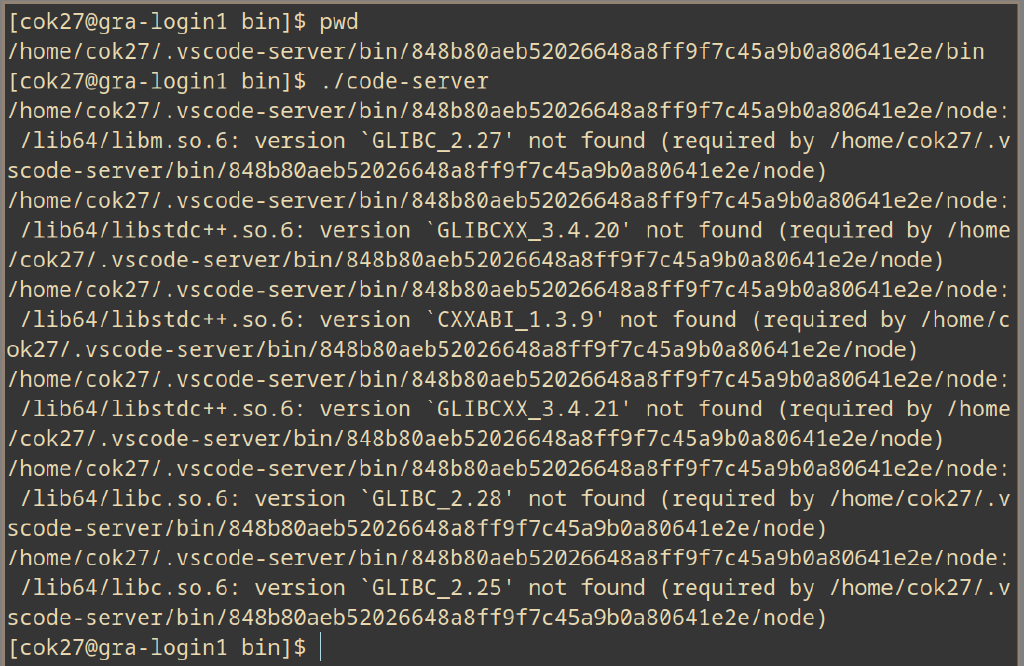 [cok27@gra-login1 bin]$ pwd
/home/cok27/.vscode-server/bin/848b80aeb52026648a8ff9f7c45a9b0a80641e2e/bin
[cok27@gra-login1 bin]$ ./code-server
/home/cok27/.vscode-server/bin/848b80aeb52026648a8ff9f7c45a9b0a80641e2e/node:
 /lib64/libm.so.6: version `GLIBC_2.27' not found (required by /home/cok27/.v
scode-server/bin/848b80aeb52026648a8ff9f7c45a9b0a80641e2e/node)
/home/cok27/.vscode-server/bin/848b80aeb52026648a8ff9f7c45a9b0a80641e2e/node:
 /lib64/libstdc++.so.6: version `GLIBCXX_3.4.20' not found (required by /home
/cok27/.vscode-server/bin/848b80aeb52026648a8ff9f7c45a9b0a80641e2e/node)
/home/cok27/.vscode-server/bin/848b80aeb52026648a8ff9f7c45a9b0a80641e2e/node:
 /lib64/libstdc++.so.6: version `CXXABI_1.3.9' not found (required by /home/c
ok27/.vscode-server/bin/848b80aeb52026648a8ff9f7c45a9b0a80641e2e/node)
/home/cok27/.vscode-server/bin/848b80aeb52026648a8ff9f7c45a9b0a80641e2e/node:
 /lib64/libstdc++.so.6: version `GLIBCXX_3.4.21' not found (required by /home
/cok27/.vscode-server/bin/848b80aeb52026648a8ff9f7c45a9b0a80641e2e/node)
/home/cok27/.vscode-server/bin/848b80aeb52026648a8ff9f7c45a9b0a80641e2e/node:
 /lib64/libc.so.6: version `GLIBC_2.28' not found (required by /home/cok27/.v
scode-server/bin/848b80aeb52026648a8ff9f7c45a9b0a80641e2e/node)
/home/cok27/.vscode-server/bin/848b80aeb52026648a8ff9f7c45a9b0a80641e2e/node:
 /lib64/libc.so.6: version `GLIBC_2.25' not found (required by /home/cok27/.v
scode-server/bin/848b80aeb52026648a8ff9f7c45a9b0a80641e2e/node)
[cok27@gra-login1 bin]$